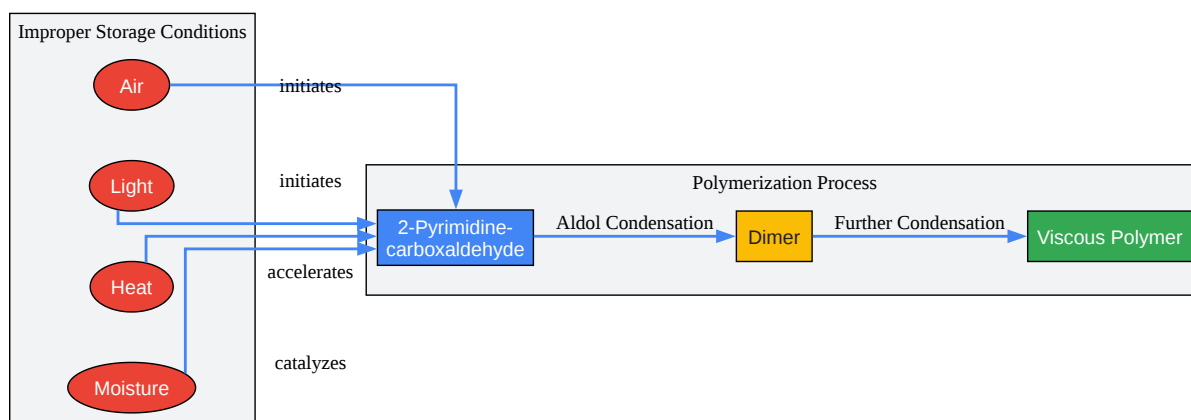 Improper Storage Conditions
Air
initiates
Light
initiates
Polymerization Process
2-Pyrimidine-
carboxaldehyde
Aldol Condensation
Dimer
Further Condensation
Viscous Polymer
Heat
accelerates
Moisture
catalyzes